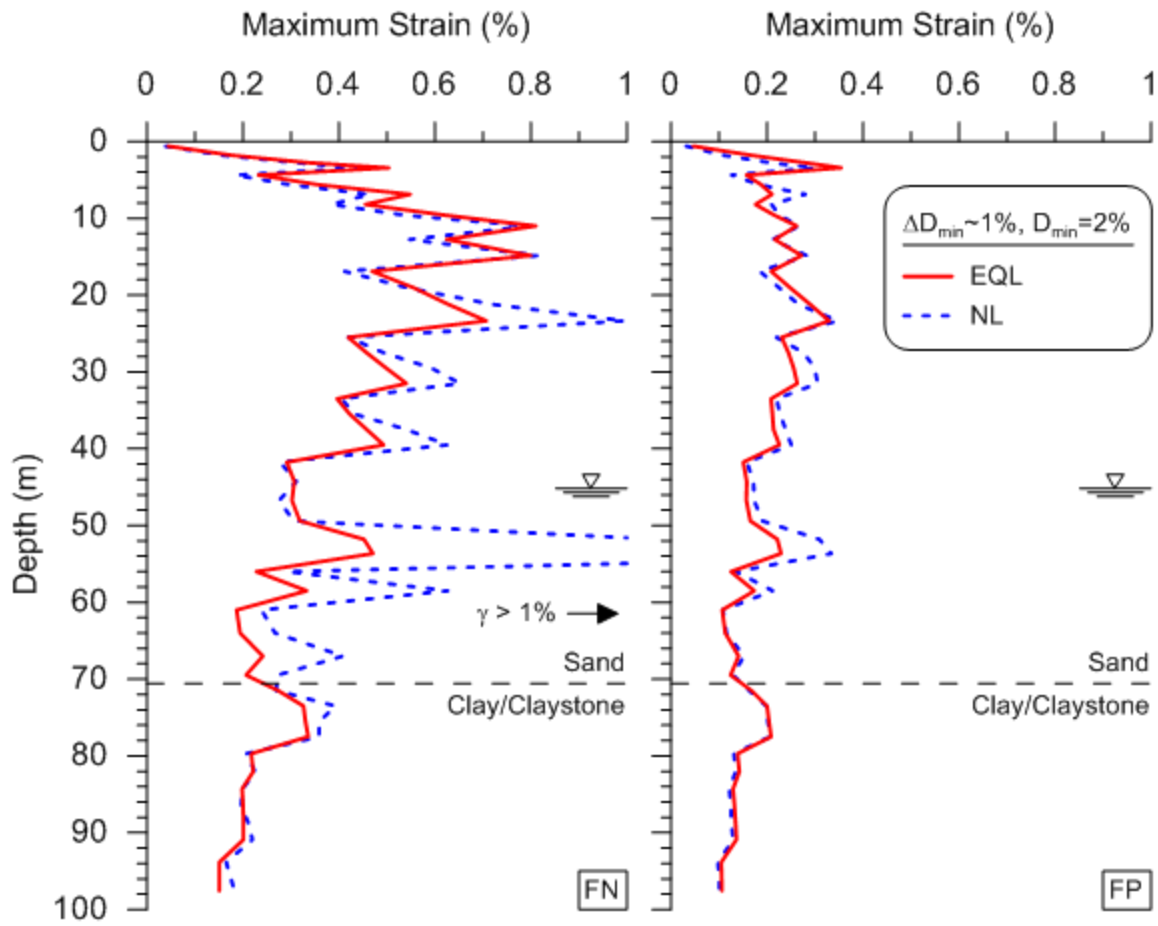 Maximum Strain (%)
Maximum Strain (%)
0 0.2 0.4 0.6 0.8 1
0 0.2 0.4 0.6 0.8 1
0
10
20
30
40
50
60
70
80
90
100
Depth (m)
ΔDmin~1%, Dmin=2%
EQL
NL
γ > 1%
Sand
Clay/Claystone
FN
Sand
Clay/Claystone
FP